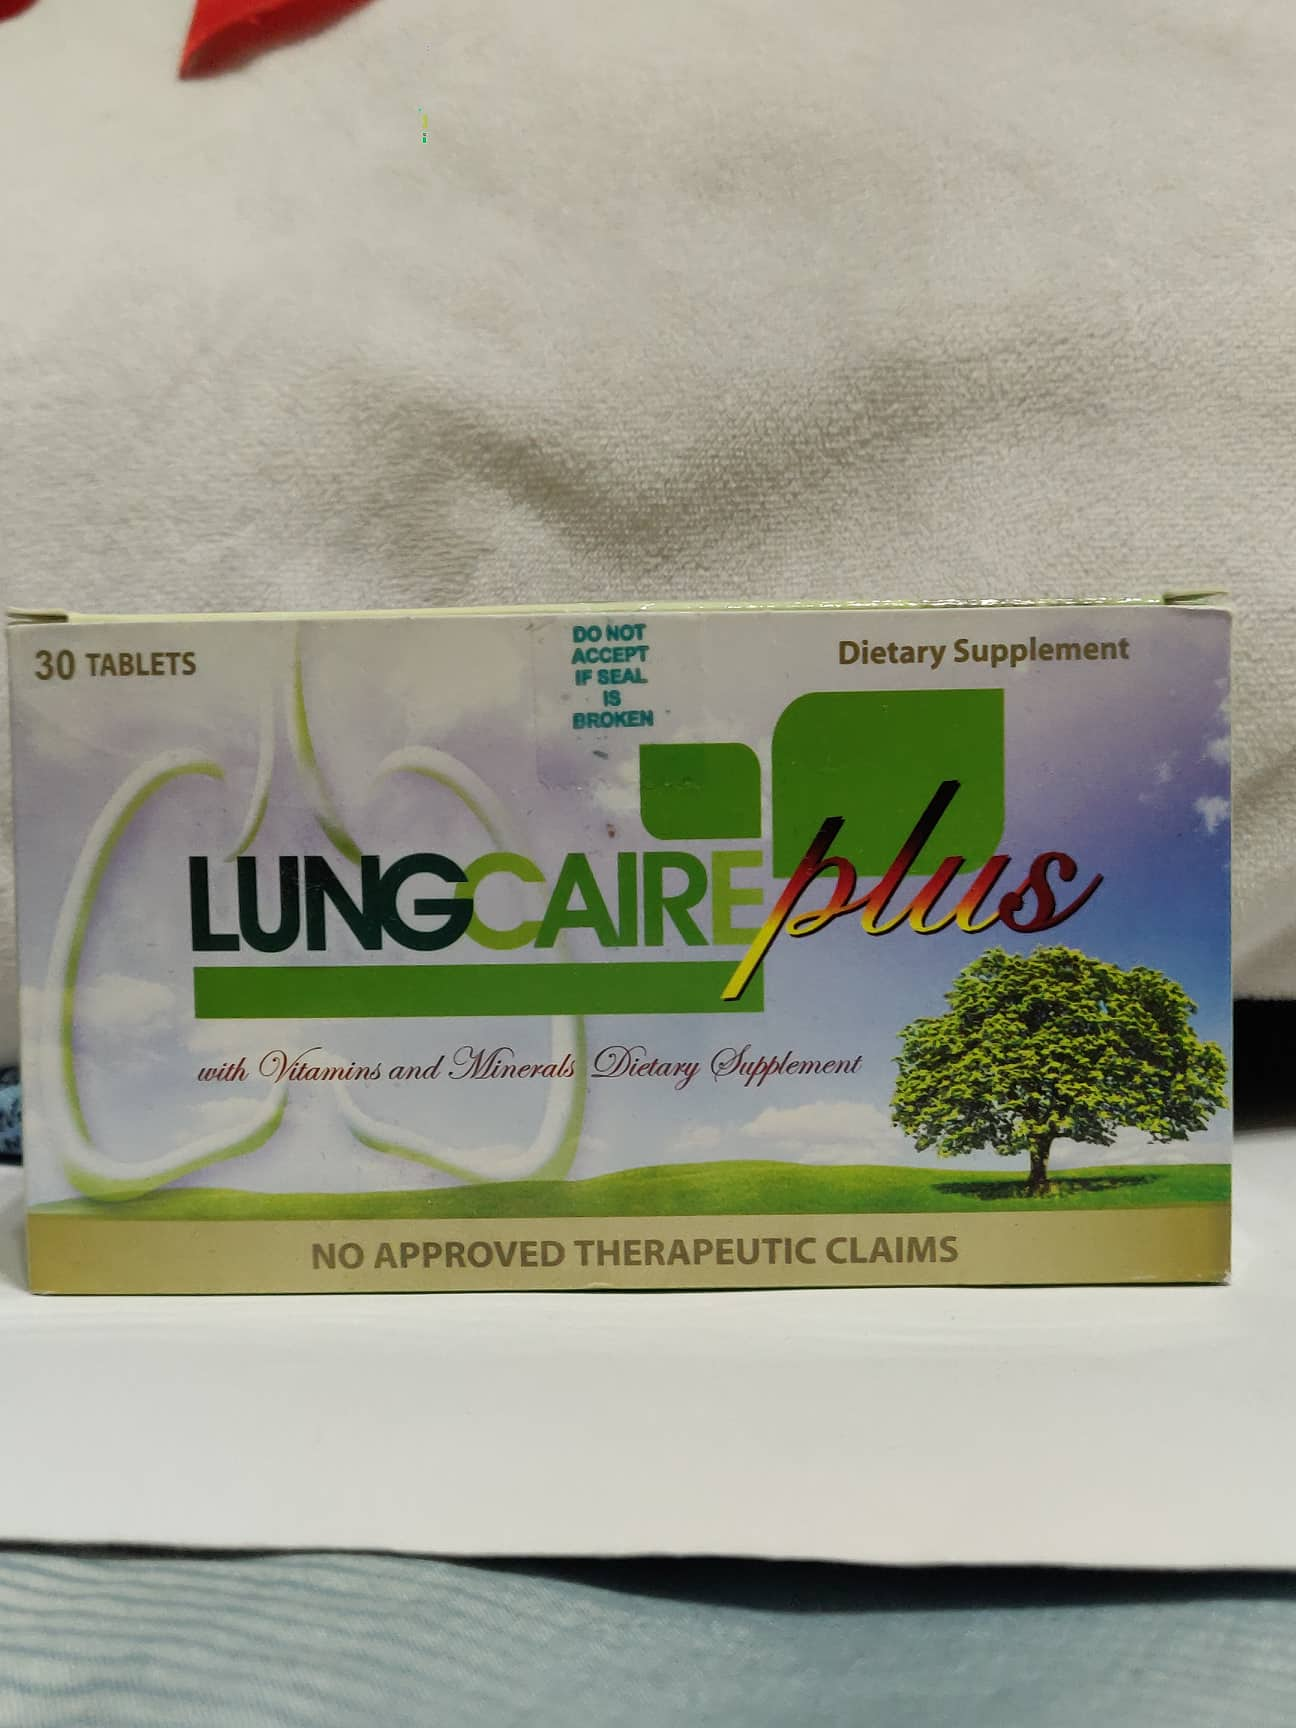 30 TABLETS
DO NOT
ACCEPT
IF SEAL
IS
BROKEN
Dietary Supplement
LUNGCAIRE plus
with Vitamins and Minerals Dietary Supplement
NO APPROVED THERAPEUTIC CLAIMS